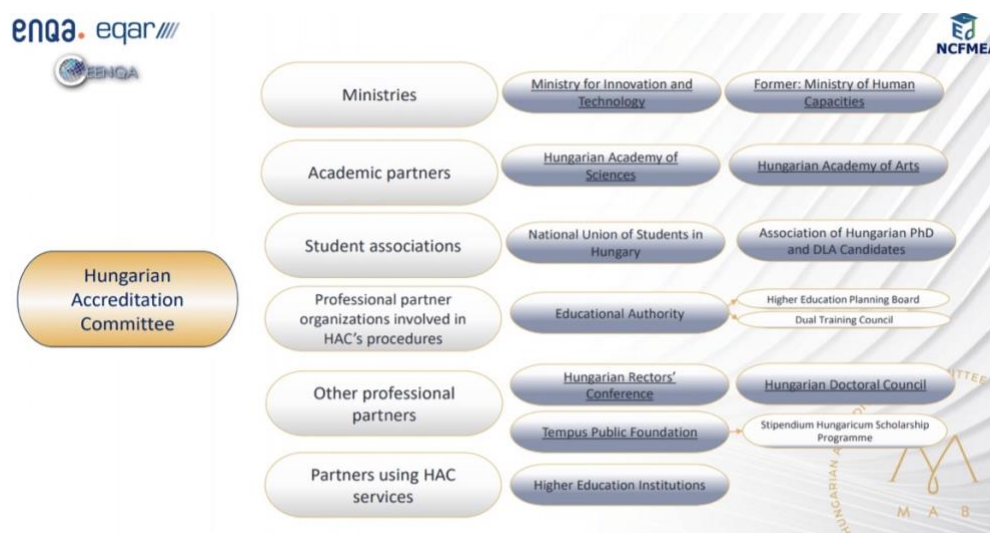 enqa. eqar
EENQA
NCFMEA
Ministries
Ministry for Innovation and
Technology
Former: Ministry of Human
Capacities
Academic partners
Hungarian Academy of
Sciences
Hungarian Academy of Arts
Student associations
National Union of Students in
Hungary
Association of Hungarian PhD
and DLA Candidates
Hungarian
Accreditation
Committee
Professional partner
organizations involved in
HAC's procedures
Educational Authority
Higher Education Planning Board
Dual Training Council
Other professional
partners
Hungarian Rectors'
Conference
Hungarian Doctoral Council
Tempus Public Foundation
Stipendium Hungaricum Scholarship
Programme
Partners using HAC
services
Higher Education Institutions
HUNGARIAN
M A B